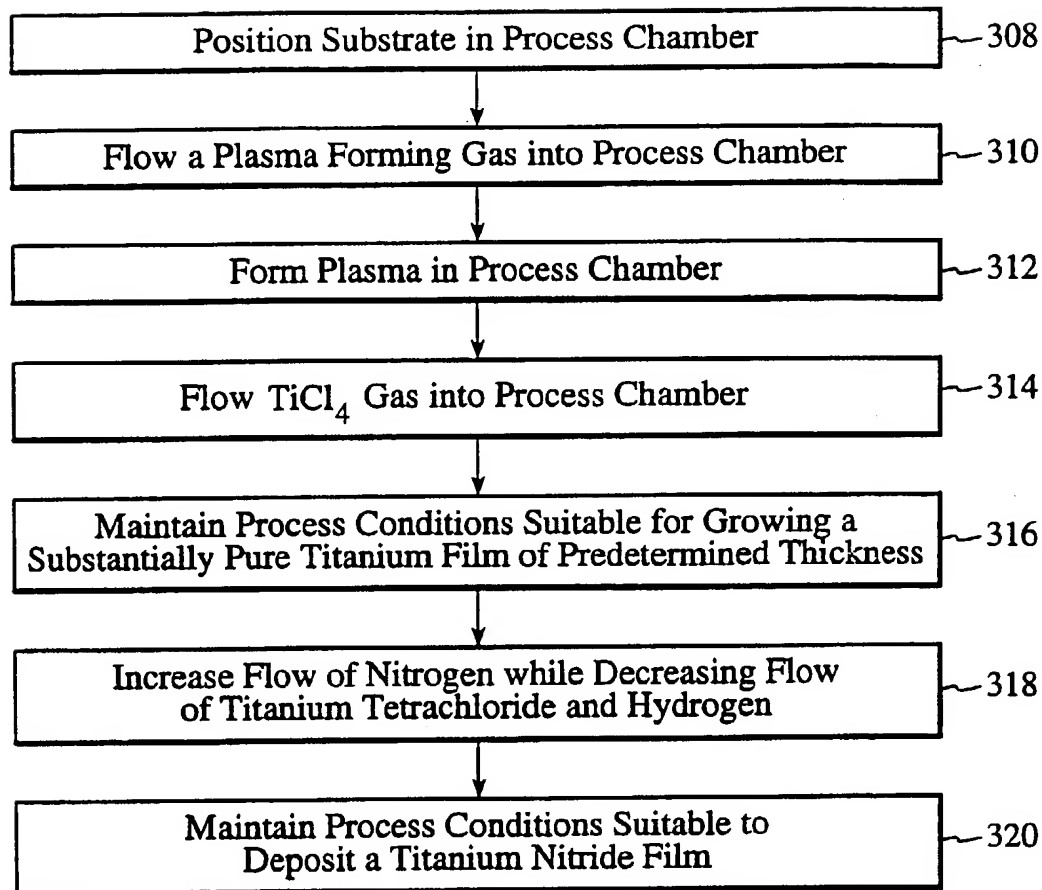 Position Substrate in Process Chamber 308
Flow a Plasma Forming Gas into Process Chamber 310
Form Plasma in Process Chamber 312
Flow TiCl4 Gas into Process Chamber 314
Maintain Process Conditions Suitable for Growing a
Substantially Pure Titanium Film of Predetermined Thickness 316
Increase Flow of Nitrogen while Decreasing Flow
of Titanium Tetrachloride and Hydrogen 318
Maintain Process Conditions Suitable to
Deposit a Titanium Nitride Film 320